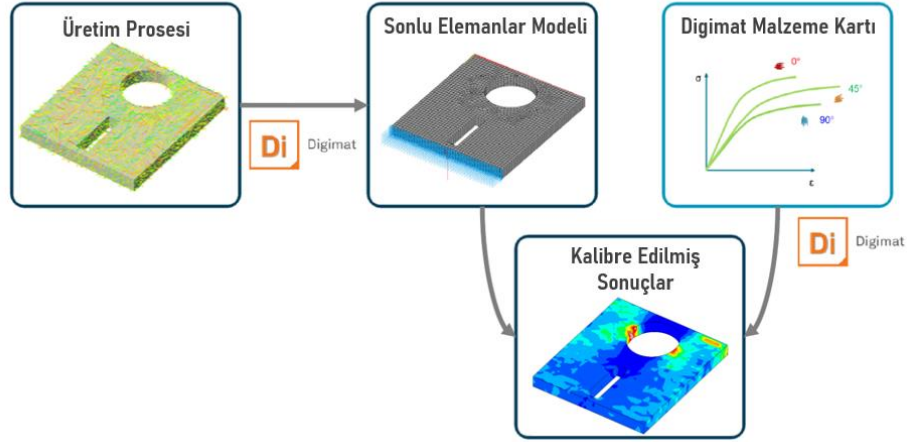 Üretim Prosesi
Sonlu Elemanlar Modeli
Digimat Malzeme Kartı
σ
0°
45°
90°
ε
Di Digimat
Di Digimat
Kalibre Edilmiş
Sonuçlar